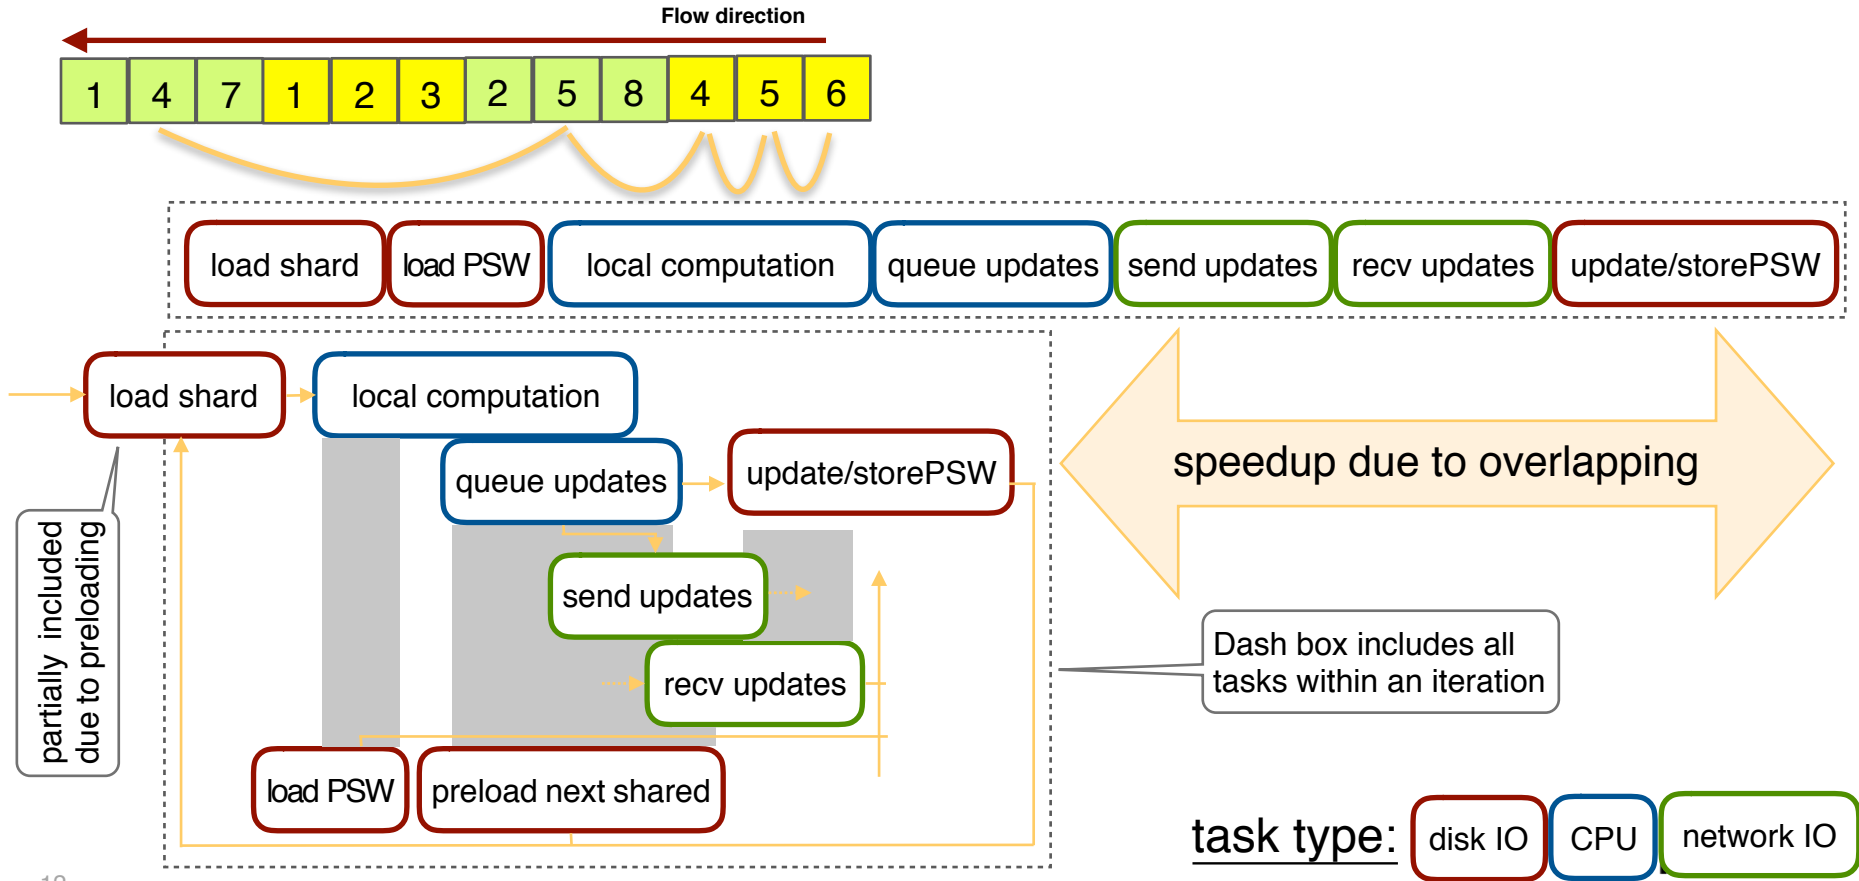 Flow direction
1 4 7 1 2 3 2 5 8 4 5 6
load shard load PSW local computation queue updates send updates recv updates update/storePSW
load shard local computation
queue updates update/storePSW
speedup due to overlapping
partially included
due to preloading
send updates
recv updates
Dash box includes all
tasks within an iteration
load PSW preload next shared
task type: disk IO CPU network IO